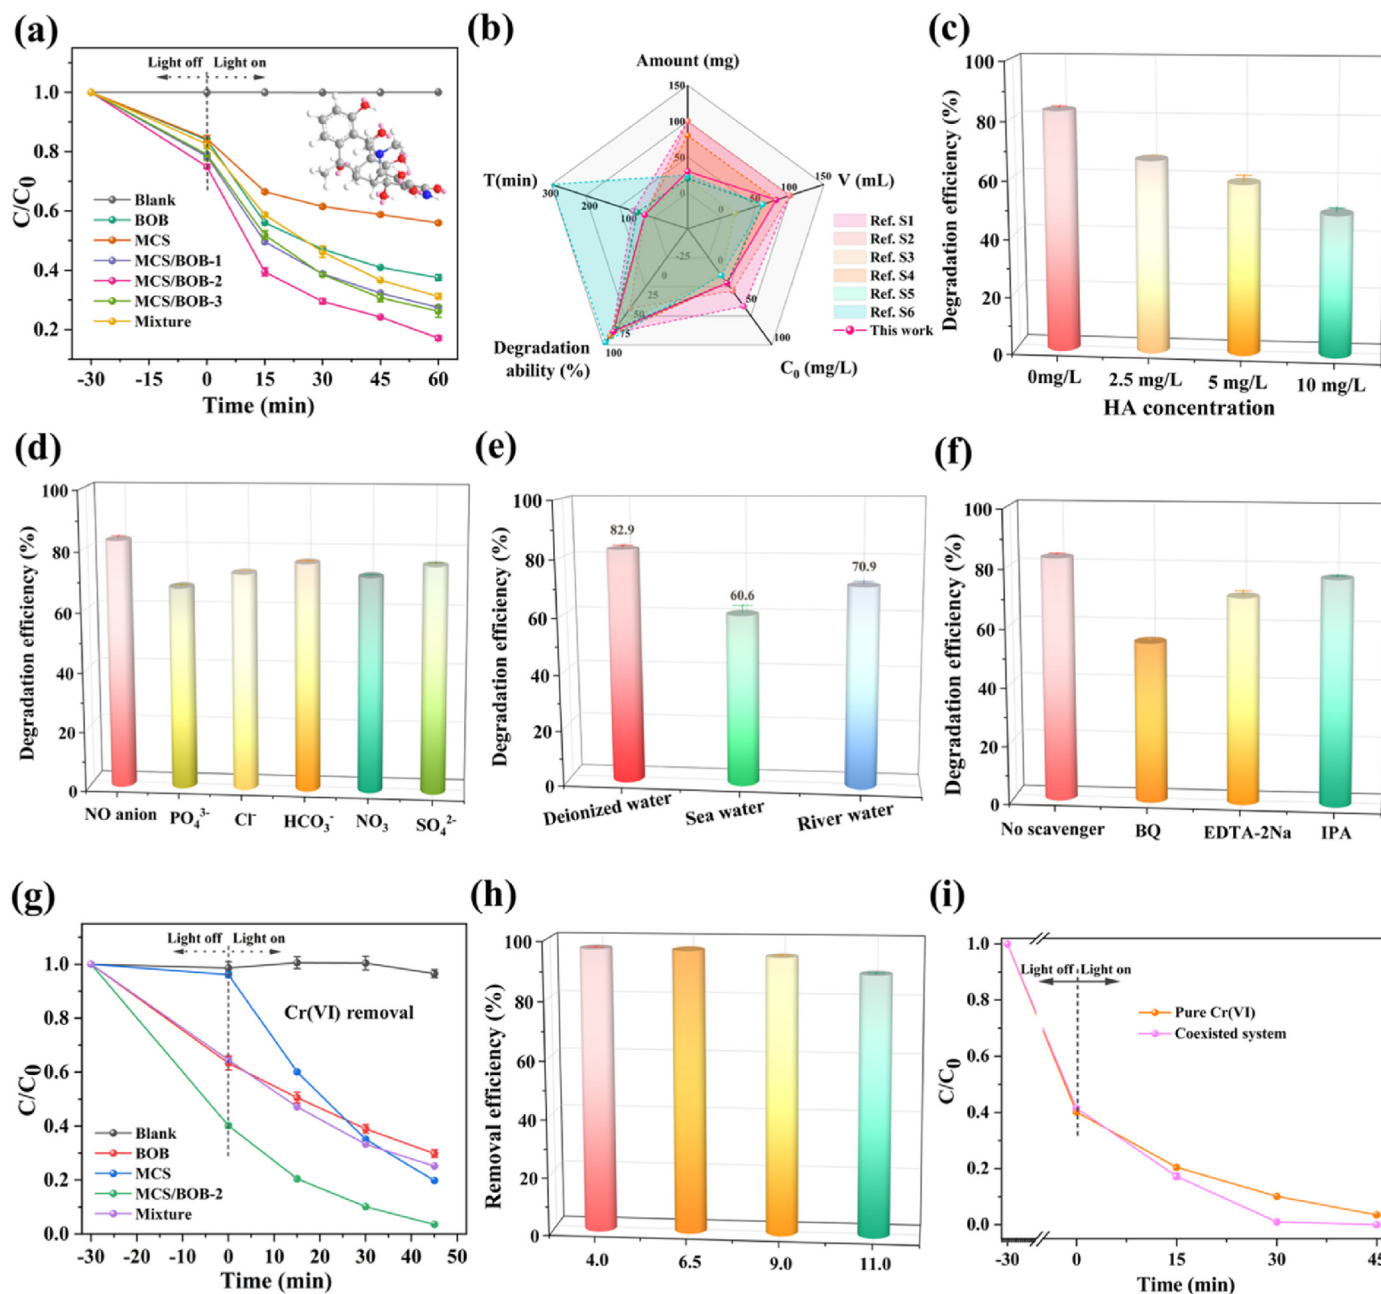 (a)
Light off Light on
C/C0
1.0
0.8
0.6
0.4
0.2
Blank
BOB
MCS
MCS/BOB-1
MCS/BOB-2
MCS/BOB-3
Mixture
-30 -15 0 15 30 45 60
Time (min)
(b)
Amount (mg)
150
100
50
0
T(min)
300
200
100
V (mL)
150
100
0
-25
0
25
50
75
100
Degradation
ability (%)
0
50
100
C0 (mg/L)
Ref. S1
Ref. S2
Ref. S3
Ref. S4
Ref. S5
Ref. S6
This work
(c)
Degradation efficiency (%)
100
80
60
40
20
0
0mg/L 2.5 mg/L 5 mg/L 10 mg/L
HA concentration
(d)
Degradation efficiency (%)
100
80
60
40
20
0
NO anion PO4 3- Cl- HCO3- NO3 SO4 2-
(e)
Degradation efficiency (%)
100
80
60
40
20
0
82.9
60.6
70.9
Deionized water Sea water River water
(f)
Degradation efficiency (%)
100
80
60
40
20
0
No scavenger BQ EDTA-2Na IPA
(g)
Light off Light on
Cr(VI) removal
C/C0
1.0
0.8
0.6
0.4
0.2
0.0
Blank
BOB
MCS
MCS/BOB-2
Mixture
-30 -20 -10 0 10 20 30 40 50
Time (min)
(h)
Removal efficiency (%)
100
80
60
40
20
0
4.0 6.5 9.0 11.0
(i)
Light off Light on
Pure Cr(VI)
Coexisted system
C/C0
1.0
0.8
0.6
0.4
0.2
0.0
-30 0 15 30 45
Time (min)